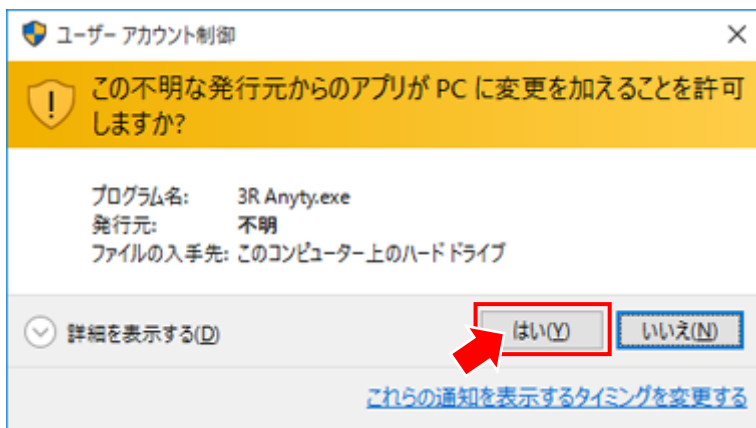 ユーザー アカウント制御
この不明な発行元からのアプリが PC に変更を加えることを許可
しますか?
プログラム名: 3R Anyty.exe
発行元: 不明
ファイルの入手先: このコンピューター上のハード ドライブ
詳細を表示する(D)
はい(Y)
いいえ(N)
これらの通知を表示するタイミングを変更する